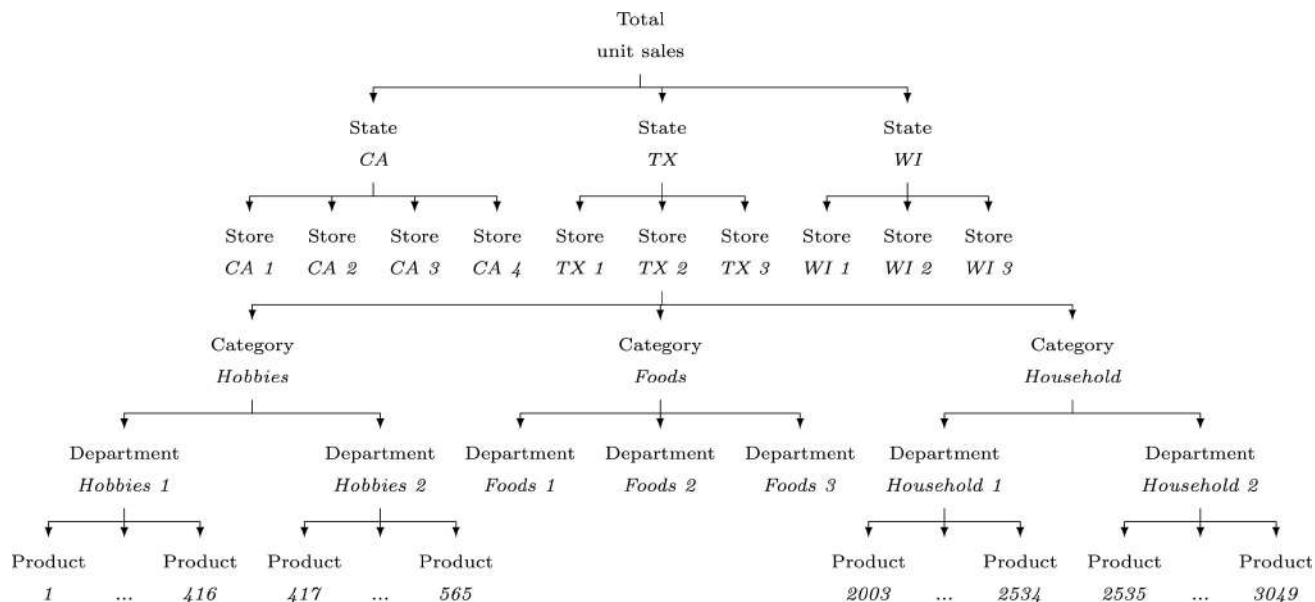 Total
unit sales
State State State
CA TX WI
Store Store Store Store Store Store Store Store Store Store
CA 1 CA 2 CA 3 CA 4 TX 1 TX 2 TX 3 WI 1 WI 2 WI 3
Category Category Category
Hobbies Foods Household
Department Department Department Department Department Department Department
Hobbies 1 Hobbies 2 Foods 1 Foods 2 Foods 3 Household 1 Household 2
Product Product Product Product Product Product Product Product
1 ... 416 417 ... 565 2003 ... 2534 2535 ... 3049